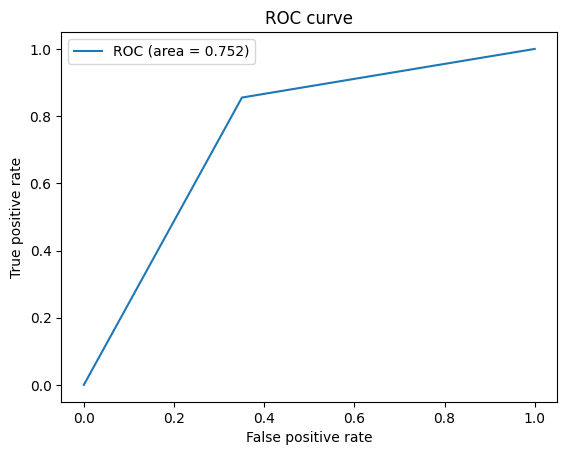 ROC curve
ROC (area = 0.752)
True positive rate
1.0
0.8
0.6
0.4
0.2
0.0
0.0 0.2 0.4 0.6 0.8 1.0
False positive rate